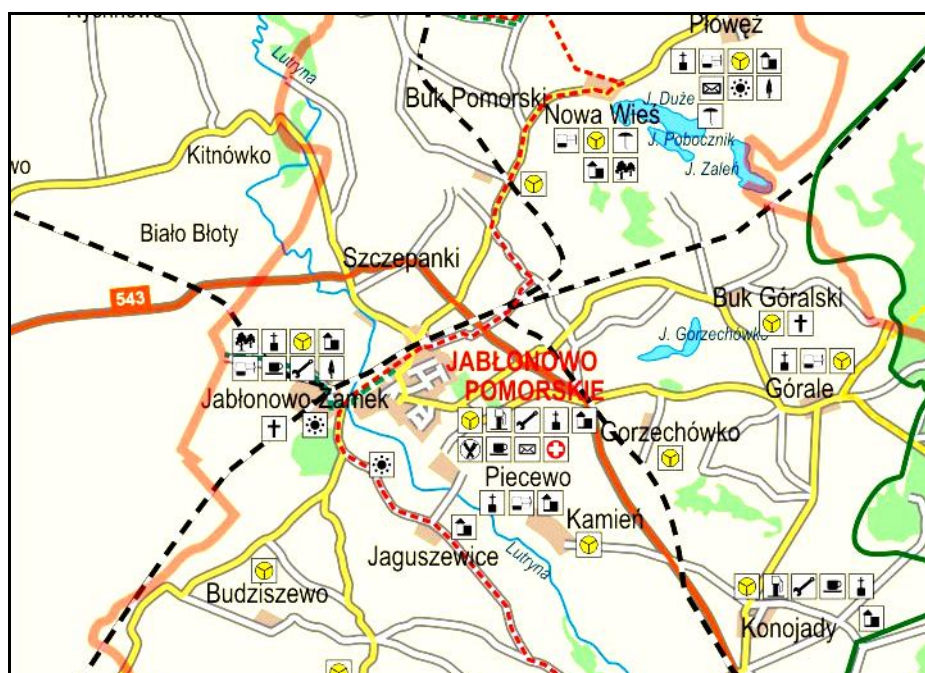 Płowęż
Lutryna
Buk Pomorski
J. Duże
Nowa Wieś
J. Pobocznik
Kitnówko
J. Zaleń
Biało Błoty
Szczepanki
543
Buk Góralski
J. Gorzechówko
JABŁONOWO
POMORSKIE
Górale
Jabłonowo Zamek
Gorzechówko
Piecewo
Kamień
Jaguszewice
Lutryna
Budziszewo
Konojady